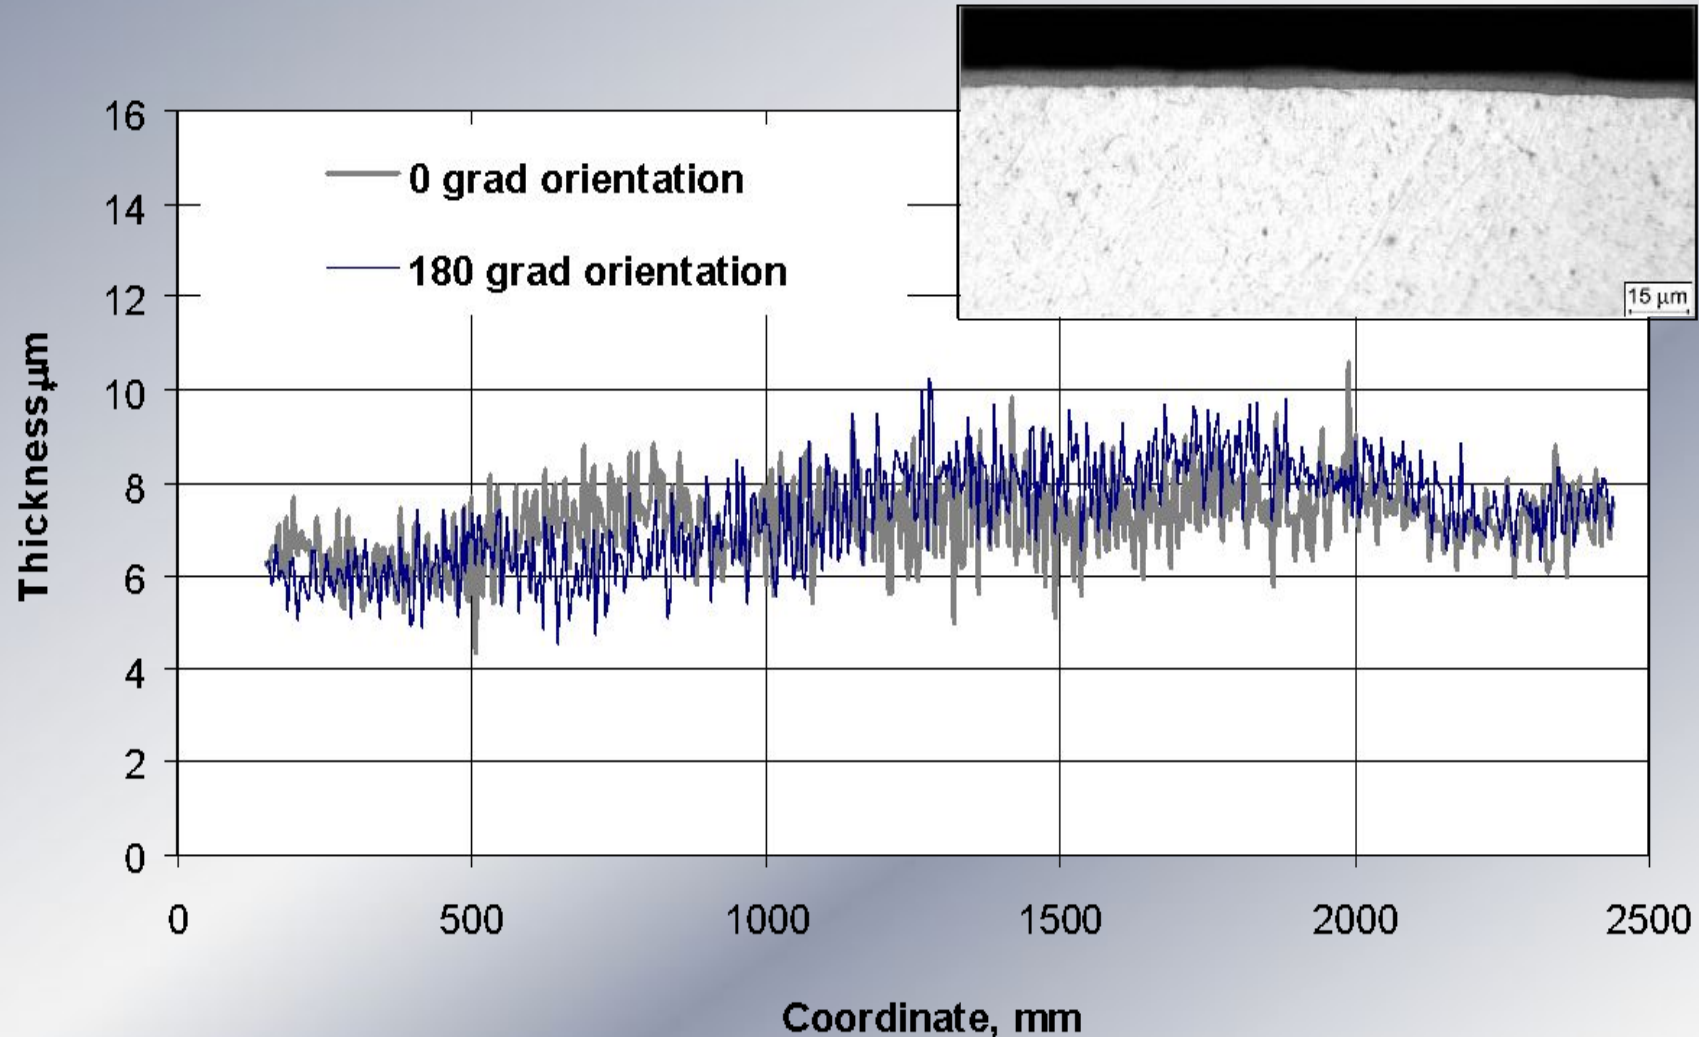 16
14
12
10
8
6
4
2
0
0 grad orientation
180 grad orientation
15 µm
Thickness,µm
0 500 1000 1500 2000 2500
Coordinate, mm